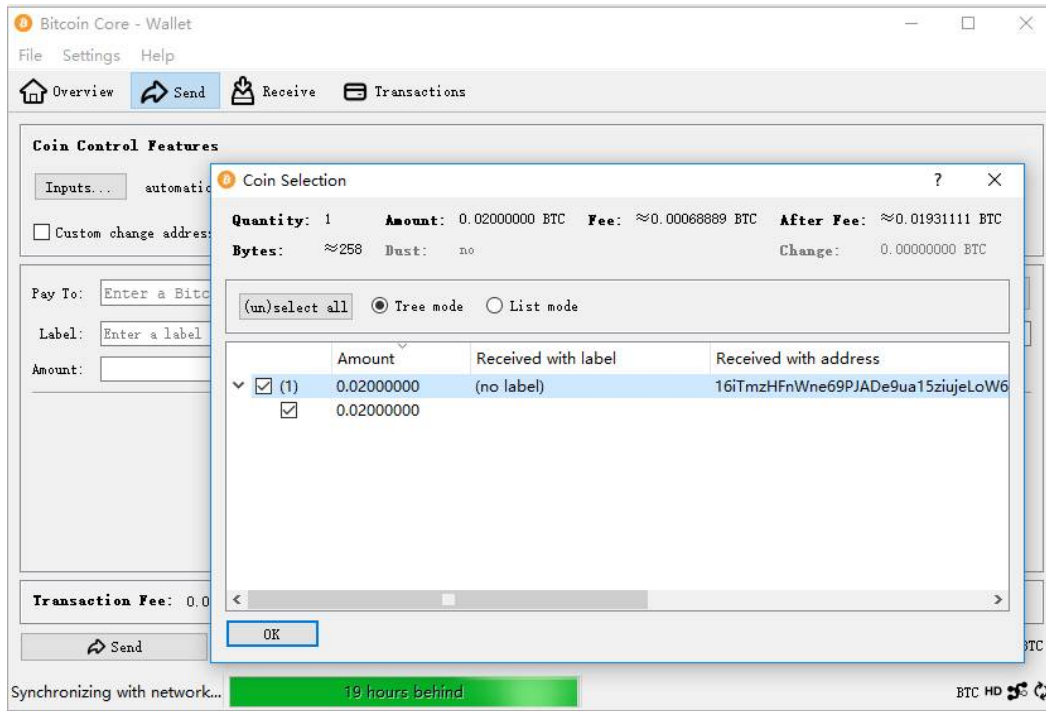 Bitcoin Core - Wallet
File Settings Help
Overview Send Receive Transactions
Coin Control Features
Inputs... automatic
Custom change addres
Pay To: Enter a Bitc
Label: Enter a label
Amount:
Transaction Fee: 0.0
Send
BTC
Synchronizing with network... 19 hours behind BTC HD
Coin Selection ?
Quantity: 1 Amount: 0.02000000 BTC Fee: ≈0.00068889 BTC After Fee: ≈0.01931111 BTC
Bytes: ≈258 Dust: no Change: 0.00000000 BTC
(un)select all Tree mode List mode
Amount Received with label Received with address
(1) 0.02000000 (no label) 16iTmzHFnWne69PJADe9ua15ziujeLoW6
0.02000000
OK